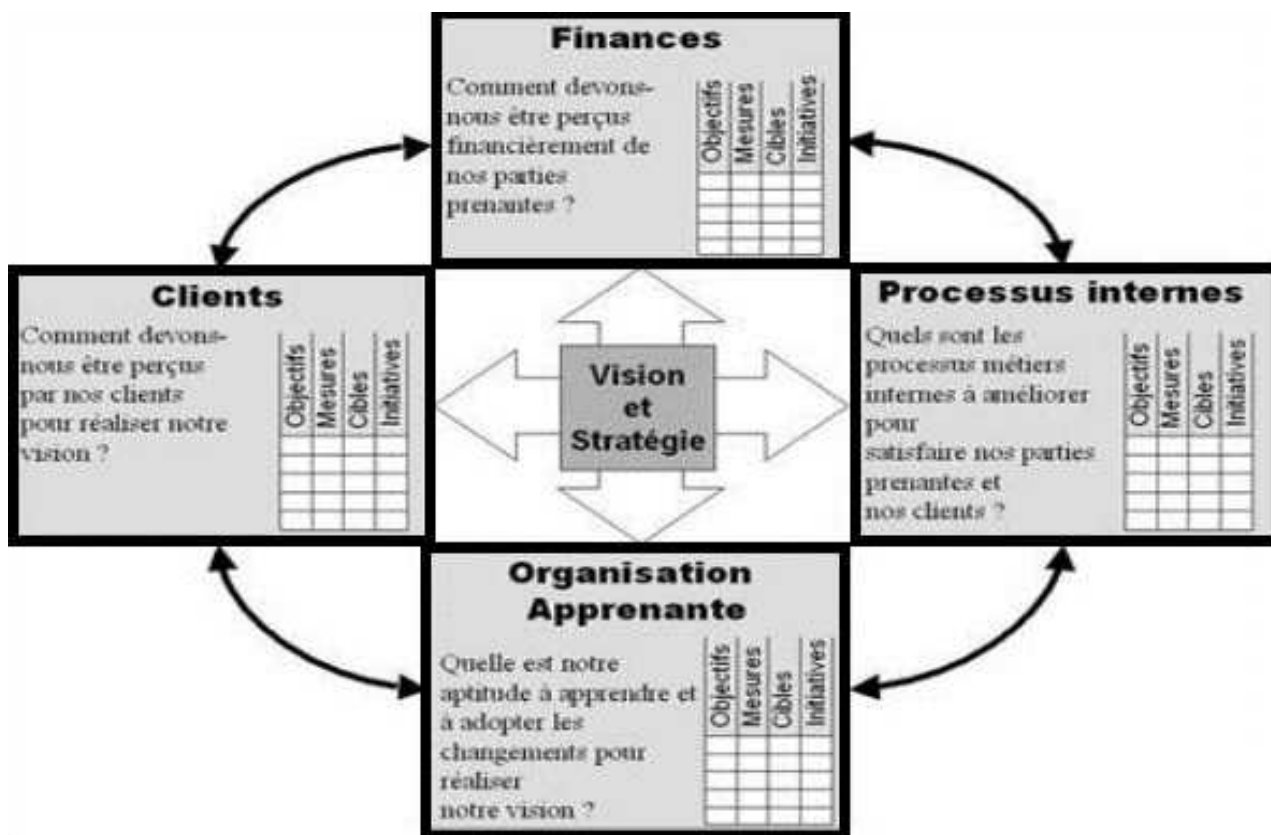 Finances
Comment devons-
nous être perçus
financièrement de
nos parties
prenantes ?
Objectifs
Mesures
Cibles
Initiatives
Clients
Comment devons-
nous être perçus
par nos clients
pour réaliser notre
vision ?
Objectifs
Mesures
Cibles
Initiatives
Vision
et
Stratégie
Processus internes
Quels sont les
processus métiers
internes à améliorer
pour
satisfaire nos parties
prenantes et
nos clients ?
Objectifs
Mesures
Cibles
Initiatives
Organisation
Apprenante
Quelle est notre
aptitude à apprendre et
à adopter les
changements pour
réaliser
notre vision ?
Objectifs
Mesures
Cibles
Initiatives